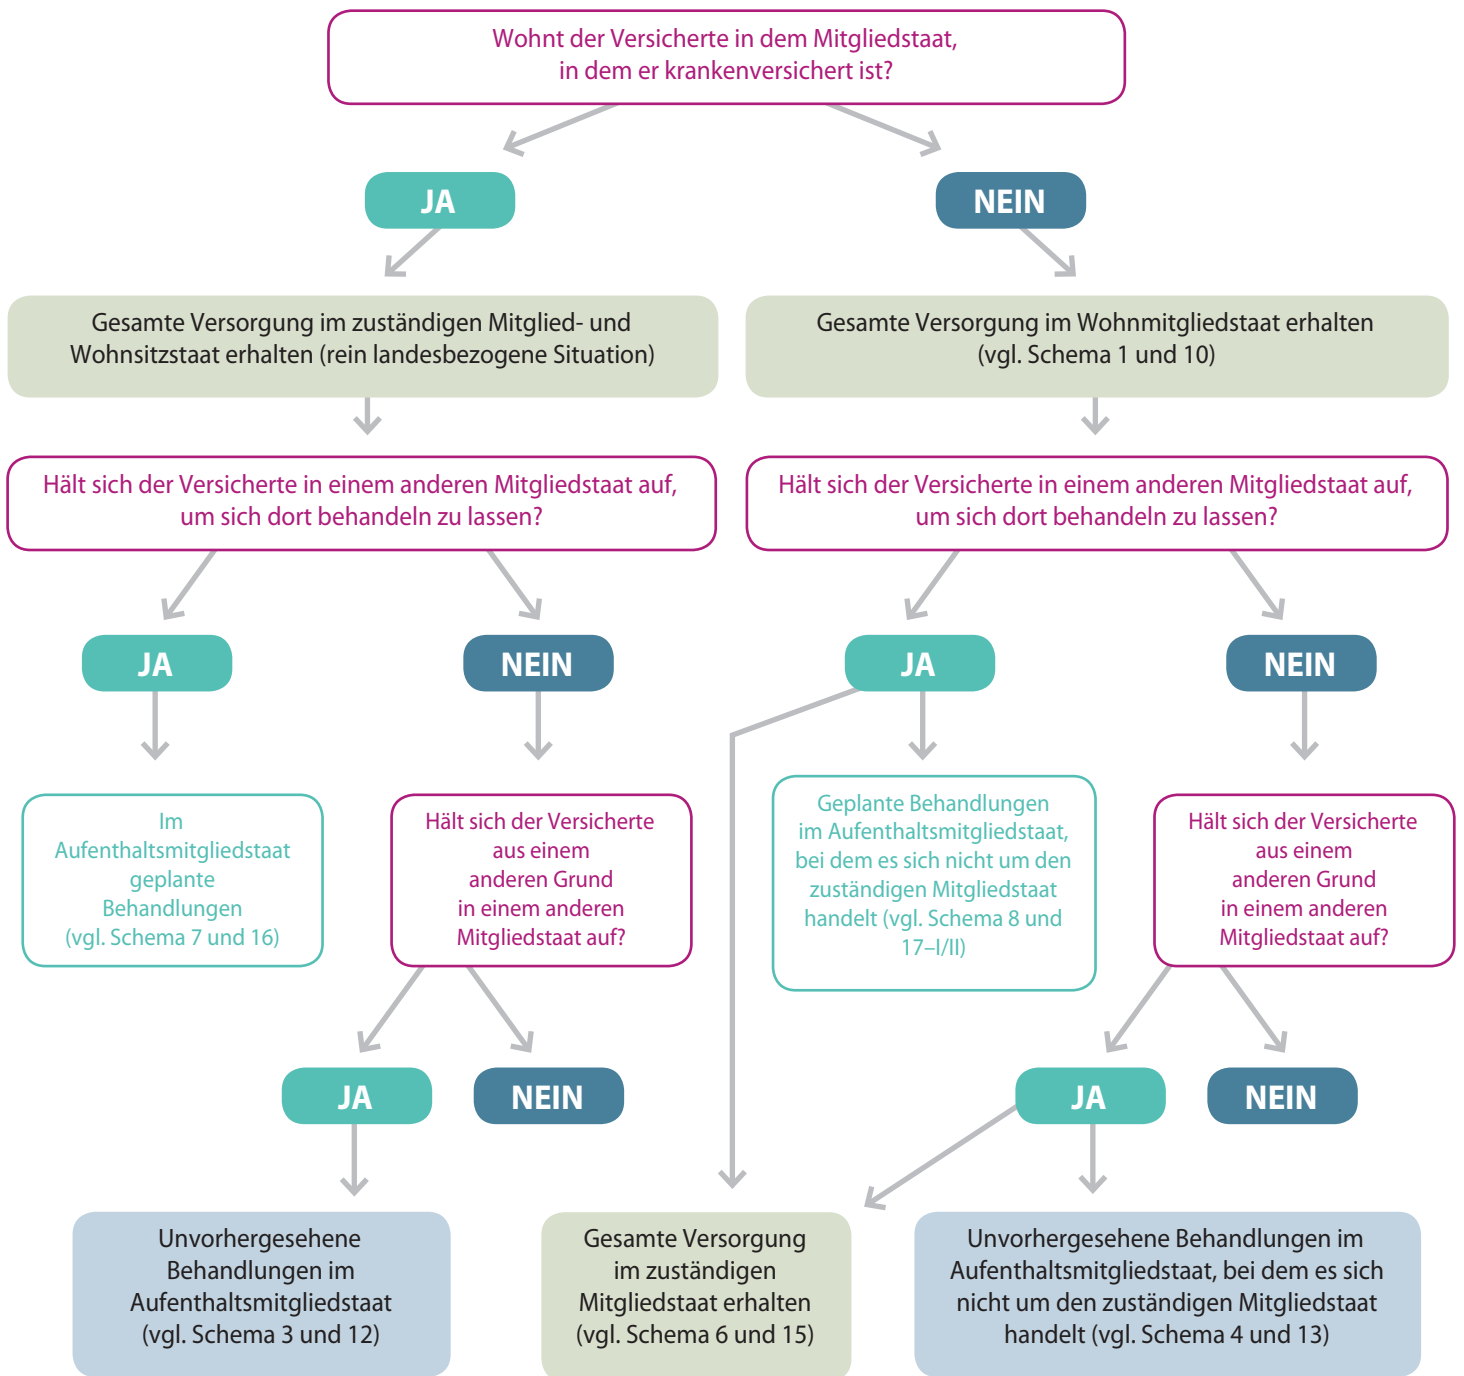 Wohnt der Versicherte in dem Mitgliedstaat,
in dem er krankenversichert ist?
JA
NEIN
Gesamte Versorgung im zuständigen Mitglied- und
Wohnsitzstaat erhalten (rein landesbezogene Situation)
Gesamte Versorgung im Wohnmitgliedstaat erhalten
(vgl. Schema 1 und 10)
Hält sich der Versicherte in einem anderen Mitgliedstaat auf,
um sich dort behandeln zu lassen?
Hält sich der Versicherte in einem anderen Mitgliedstaat auf,
um sich dort behandeln zu lassen?
JA
NEIN
JA
NEIN
Im
Aufenthaltsmitgliedstaat
geplante
Behandlungen
(vgl. Schema 7 und 16)
Hält sich der Versicherte
aus einem
anderen Grund
in einem anderen
Mitgliedstaat auf?
Geplante Behandlungen
im Aufenthaltsmitgliedstaat,
bei dem es sich nicht um den
zuständigen Mitgliedstaat
handelt (vgl. Schema 8 und
17–I/II)
Hält sich der Versicherte
aus einem
anderen Grund
in einem anderen
Mitgliedstaat auf?
JA
NEIN
JA
NEIN
Unvorhergesehene
Behandlungen im
Aufenthaltsmitgliedstaat
(vgl. Schema 3 und 12)
Gesamte Versorgung
im zuständigen
Mitgliedstaat erhalten
(vgl. Schema 6 und 15)
Unvorhergesehene Behandlungen im
Aufenthaltsmitgliedstaat, bei dem es sich
nicht um den zuständigen Mitgliedstaat
handelt (vgl. Schema 4 und 13)